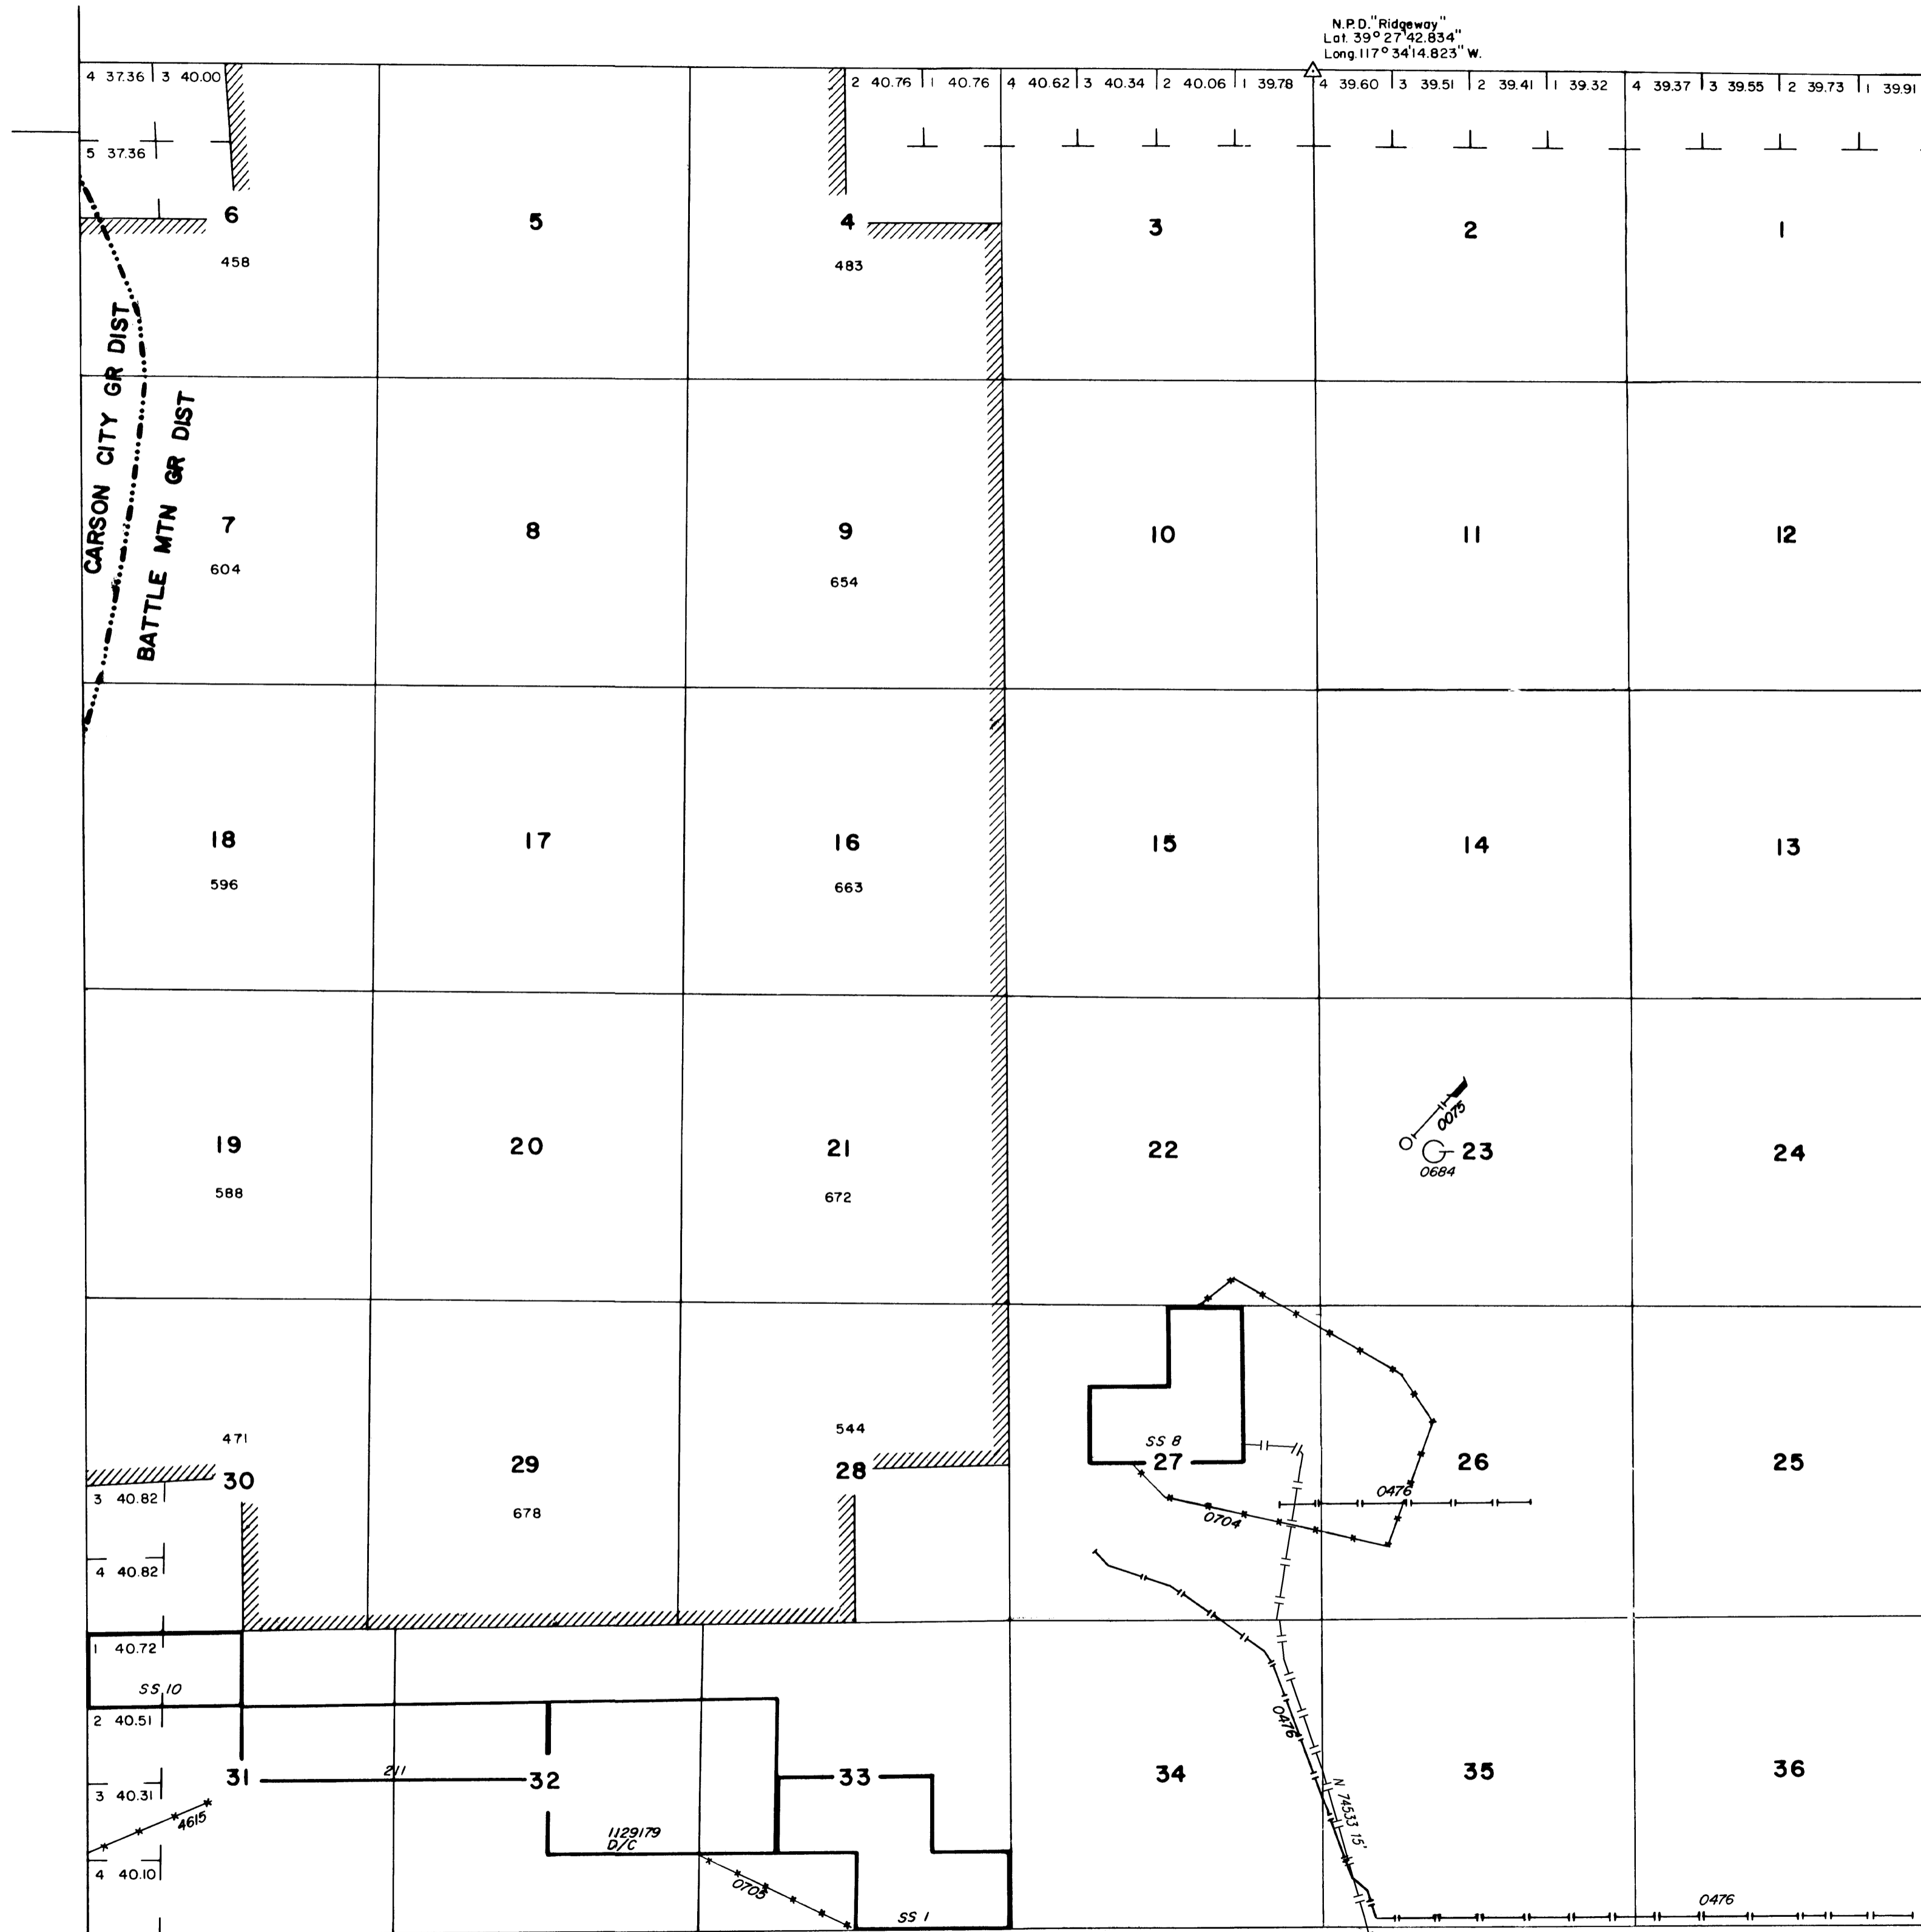 N.P.D. "Ridgeway"
Lat. 39° 27' 42.834"
Long. 117° 34' 14.823" W.
4 37.36 3 40.00
2 40.76 1 40.76 4 40.62 3 40.34 2 40.06 1 39.78 4 39.60 3 39.51 2 39.41 1 39.32 4 39.37 3 39.55 2 39.73 1 39.91
5 37.36
6 5 4 3 2 1
458 483
CARSON CITY GR DIST
BATTLE MTN GR DIST
7 8 9 10 11 12
604 654
18 17 16 15 14 13
596 663
0075
19 20 21 22 23 24
0684
588 672
471 544
SS 8
30 29 28 27 26 25
3 40.82
0476
678
0704
4 40.82
1 40.72
SS 10
2 40.51
0476
211
31 32 33 34 35 36
3 40.31
4615
N 74533 15'
1129179
D/C
4 40.10
0705
0476
SS 1